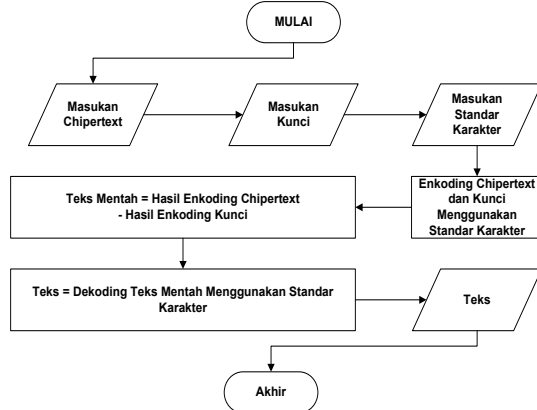 MULAI
Masukan
Chipertext
Masukan
Kunci
Masukan
Standar
Karakter
Enkoding Chipertext
dan Kunci
Menggunakan
Standar Karakter
Teks Mentah = Hasil Enkoding Chipertext
- Hasil Enkoding Kunci
Teks = Dekoding Teks Mentah Menggunakan Standar
Karakter
Teks
Akhir